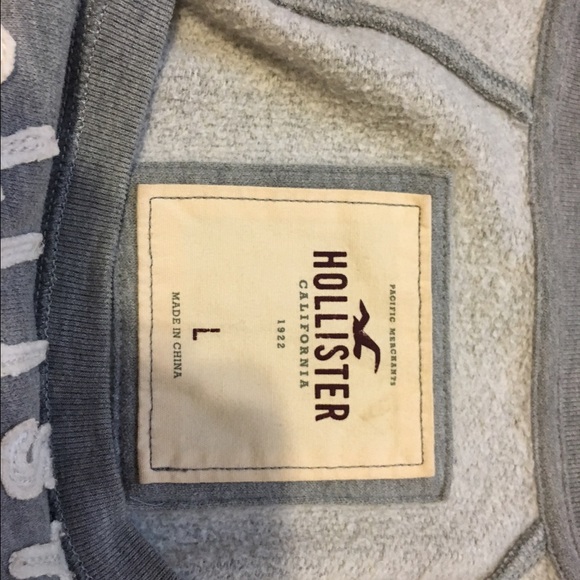 PACIFIC MERCHANTS
HOLLISTER
CALIFORNIA
1922
L
MADE IN CHINA